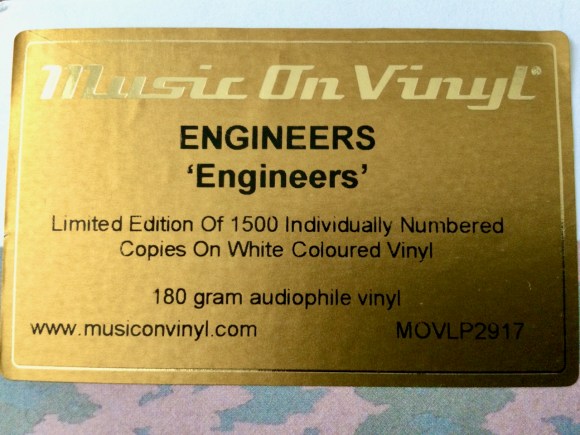 Music On Vinyl®
ENGINEERS
‘Engineers’
Limited Edition Of 1500 Individually Numbered
Copies On White Coloured Vinyl
180 gram audiophile vinyl
www.musiconvinyl.com MOVLP2917